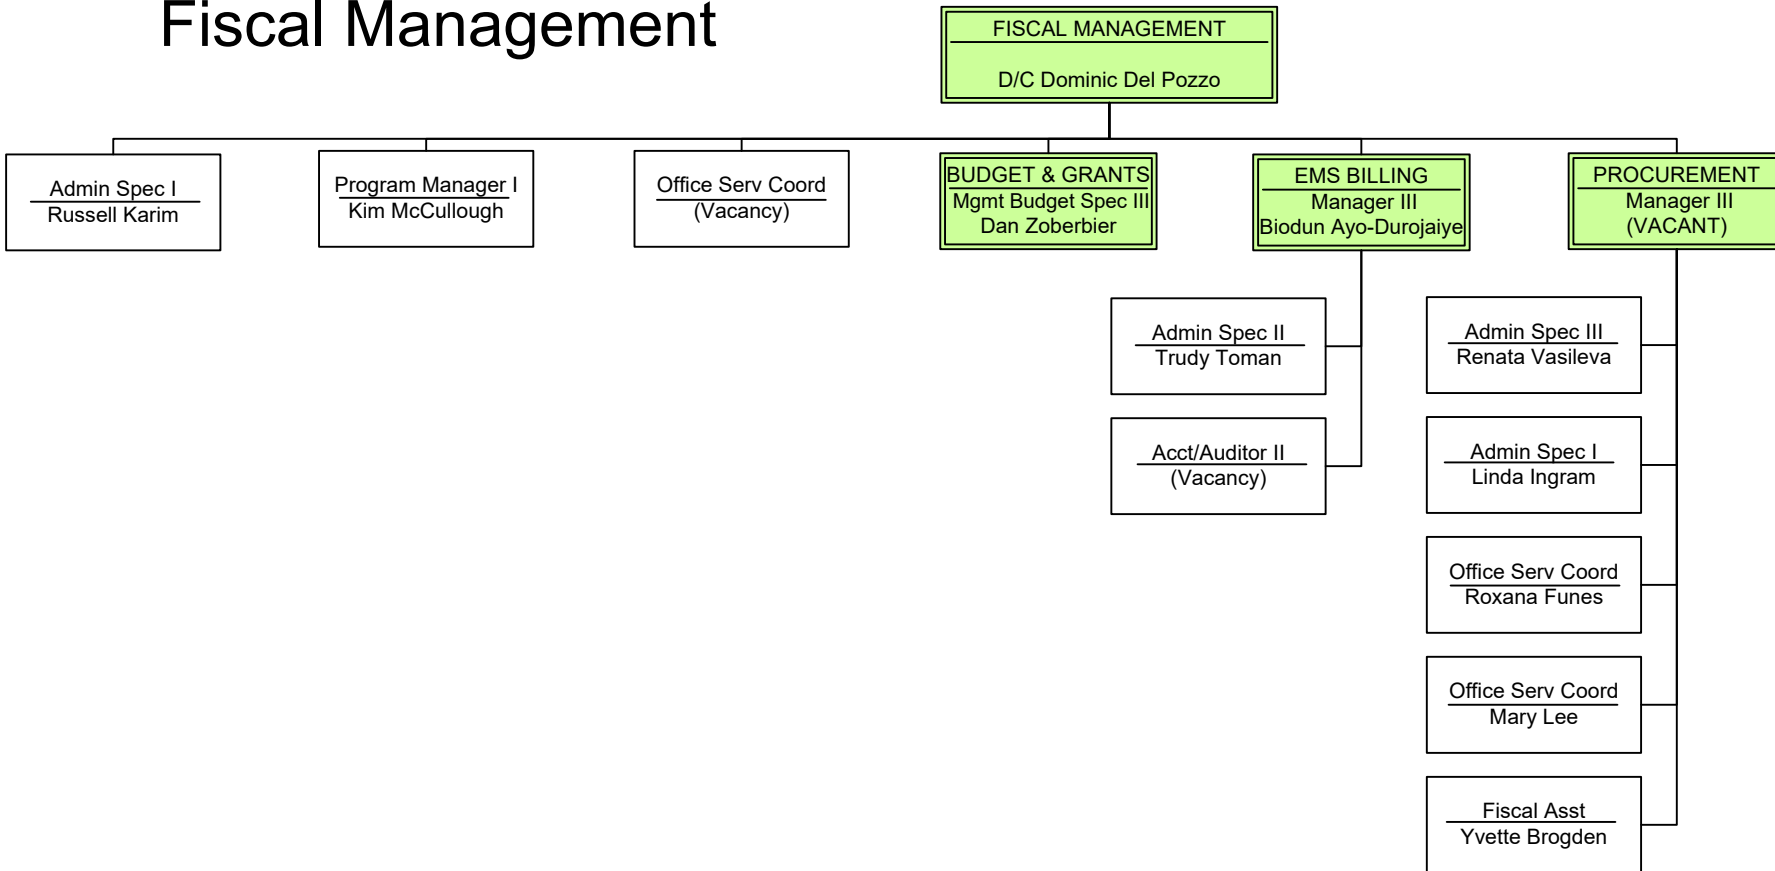 Fiscal Management
FISCAL MANAGEMENT
D/C Dominic Del Pozzo
Admin Spec I
Russell Karim
Program Manager I
Kim McCullough
Office Serv Coord
(Vacancy)
BUDGET & GRANTS
Mgmt Budget Spec III
Dan Zoberbier
EMS BILLING
Manager III
Biodun Ayo-Durojaiye
PROCUREMENT
Manager III
(VACANT)
Admin Spec II
Trudy Toman
Acct/Auditor II
(Vacancy)
Admin Spec III
Renata Vasileva
Admin Spec I
Linda Ingram
Office Serv Coord
Roxana Funes
Office Serv Coord
Mary Lee
Fiscal Asst
Yvette Brogden